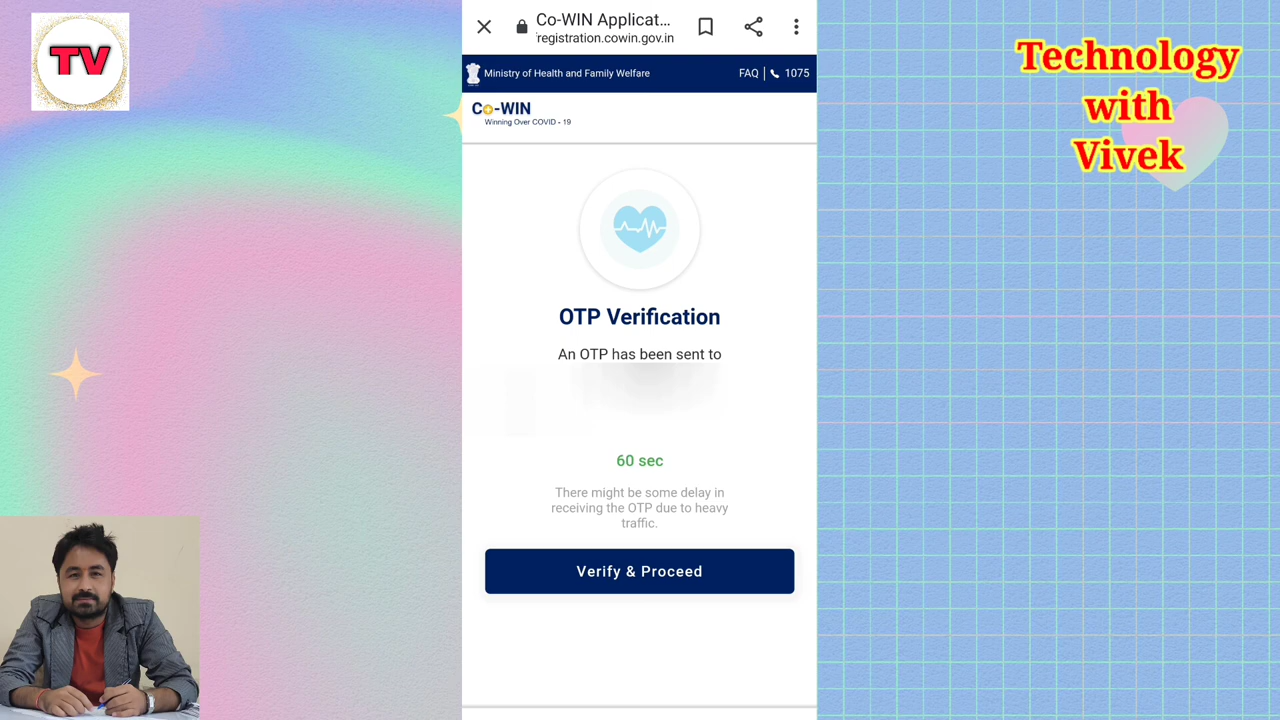 TV
Co-WIN Applicat...
registration.cowin.gov.in
Ministry of Health and Family Welfare
FAQ | 1075
Co-WIN
Winning Over COVID - 19
OTP Verification
An OTP has been sent to
60 sec
There might be some delay in
receiving the OTP due to heavy
traffic.
Verify & Proceed
Technology
with
Vivek